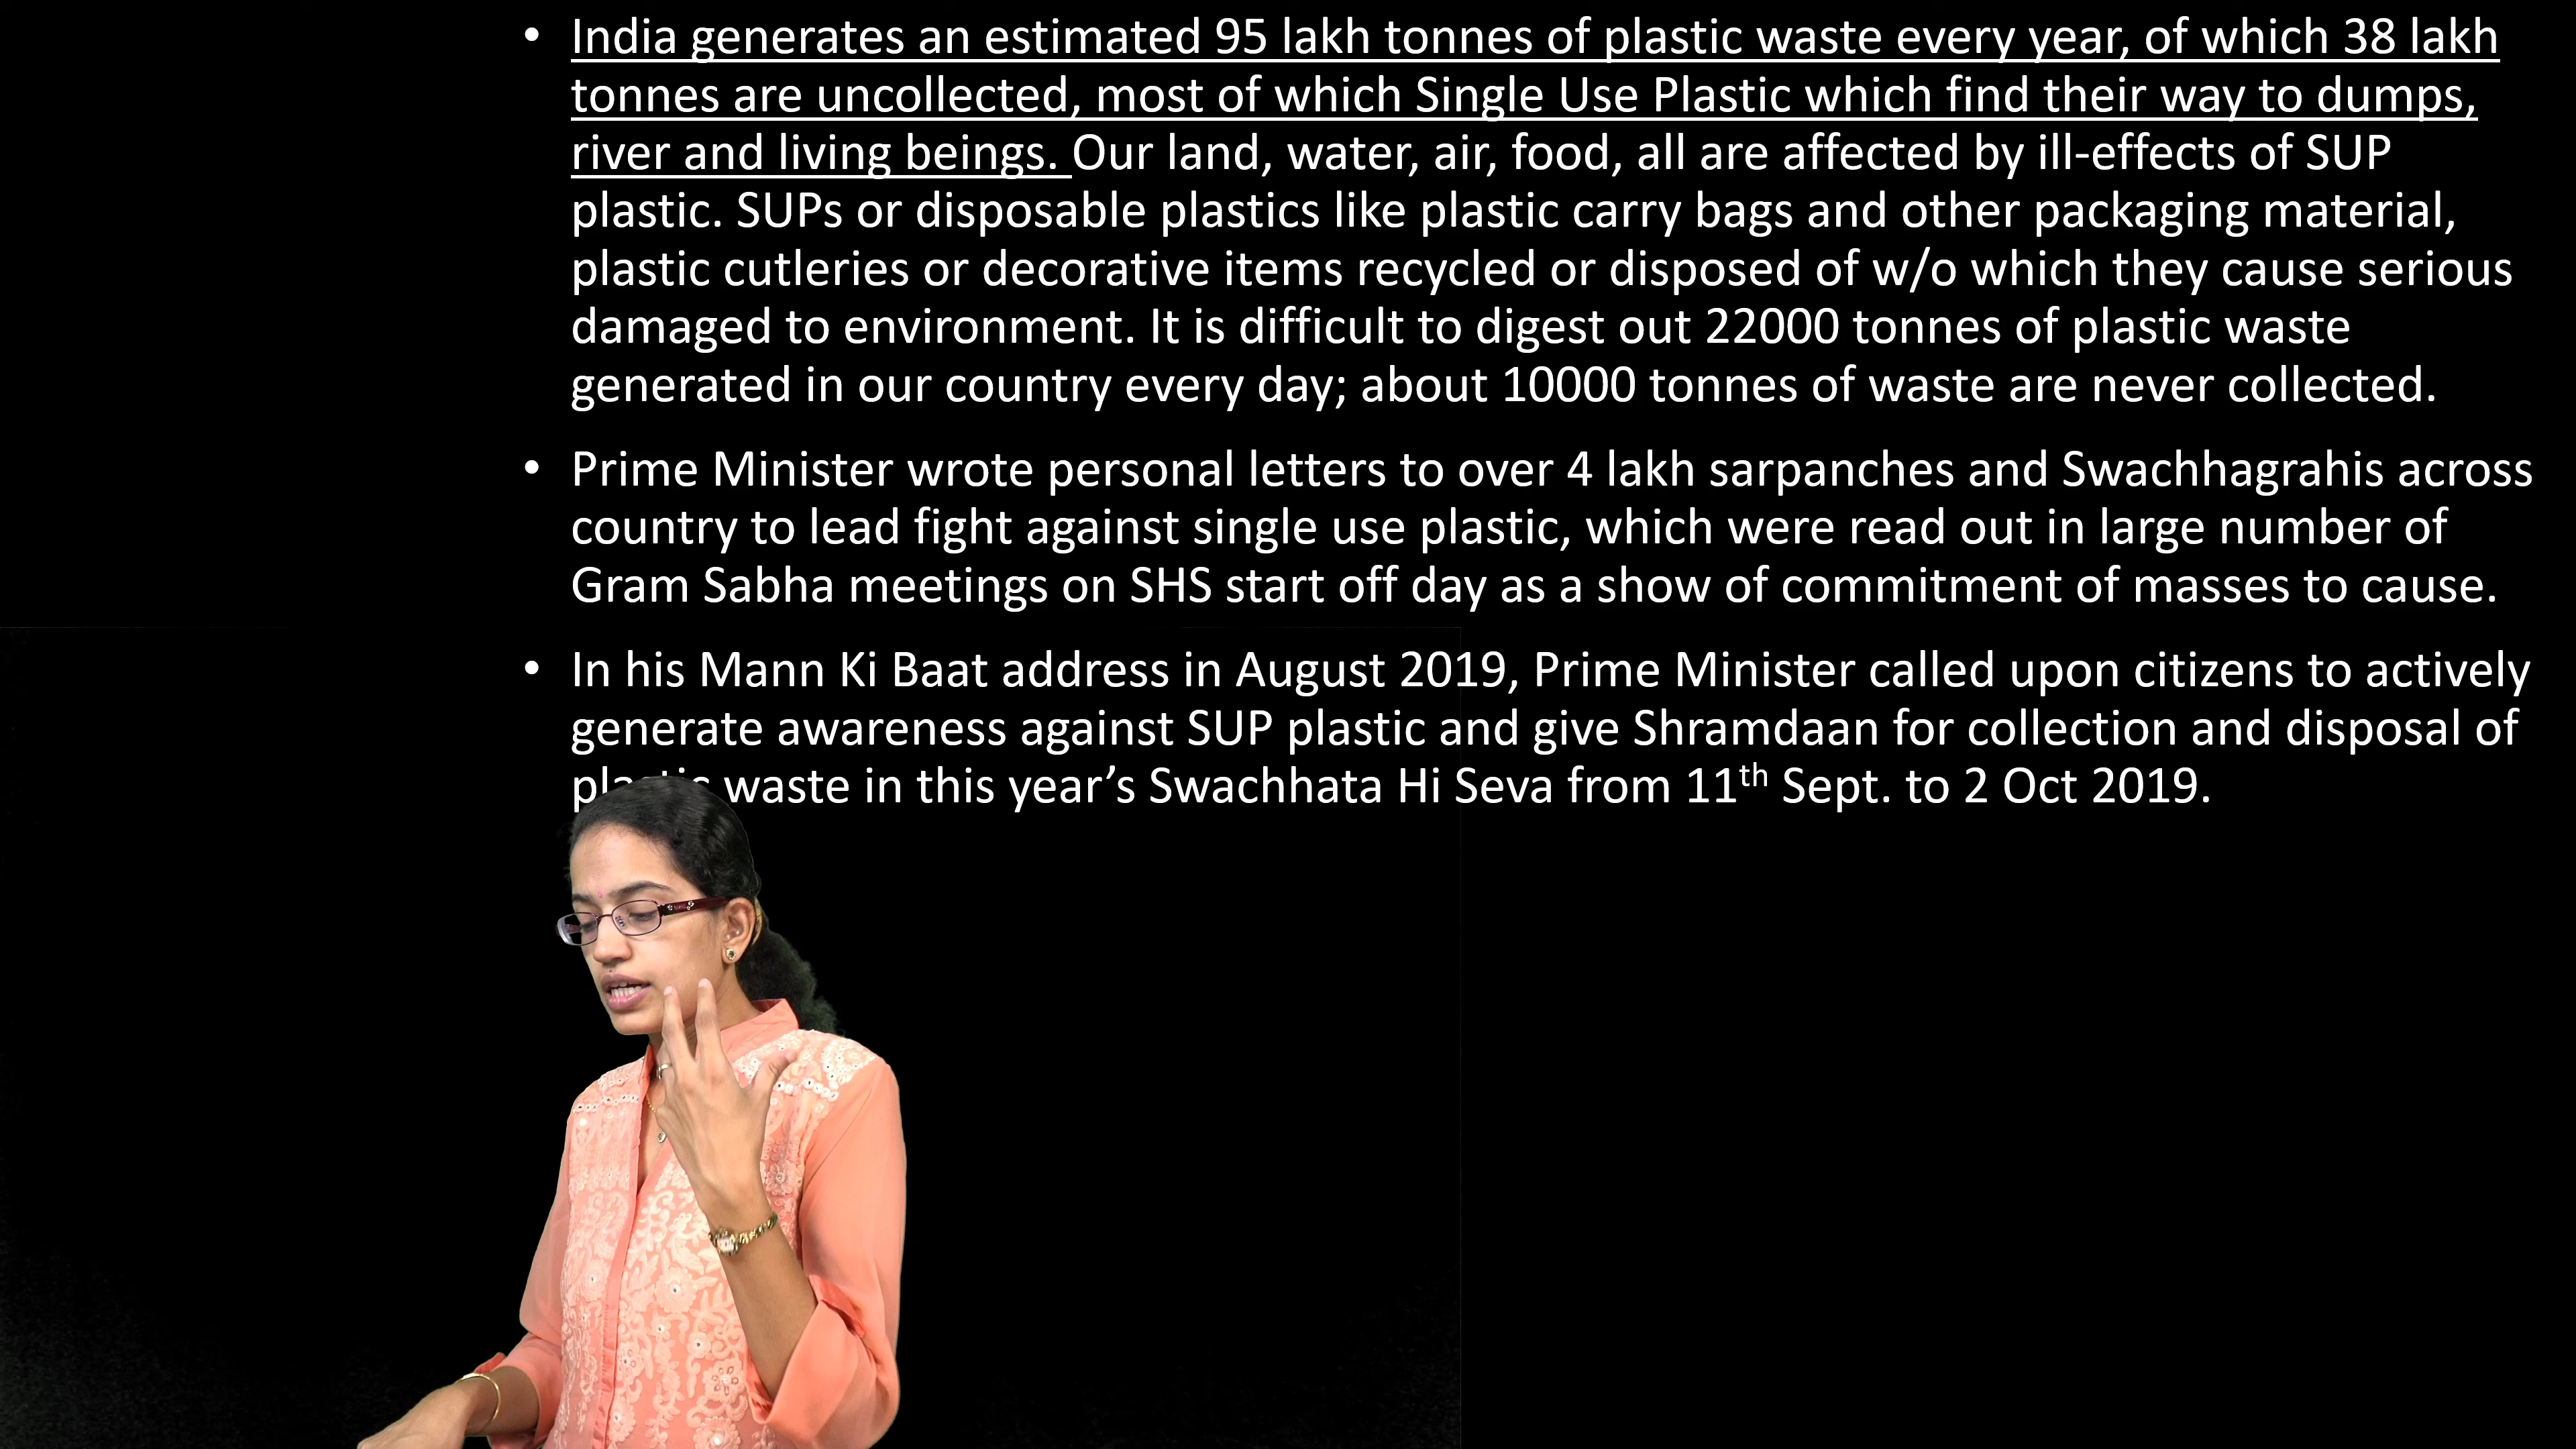 • India generates an estimated 95 lakh tonnes of plastic waste every year, of which 38 lakh
tonnes are uncollected, most of which Single Use Plastic which find their way to dumps,
river and living beings. Our land, water, air, food, all are affected by ill-effects of SUP
plastic. SUPs or disposable plastics like plastic carry bags and other packaging material,
plastic cutleries or decorative items recycled or disposed of w/o which they cause serious
damaged to environment. It is difficult to digest out 22000 tonnes of plastic waste
generated in our country every day; about 10000 tonnes of waste are never collected.
• Prime Minister wrote personal letters to over 4 lakh sarpanches and Swachhagrahis across
country to lead fight against single use plastic, which were read out in large number of
Gram Sabha meetings on SHS start off day as a show of commitment of masses to cause.
• In his Mann Ki Baat address in August 2019, Prime Minister called upon citizens to actively
generate awareness against SUP plastic and give Shramdaan for collection and disposal of
plastic waste in this year’s Swachhata Hi Seva from 11th Sept. to 2 Oct 2019.